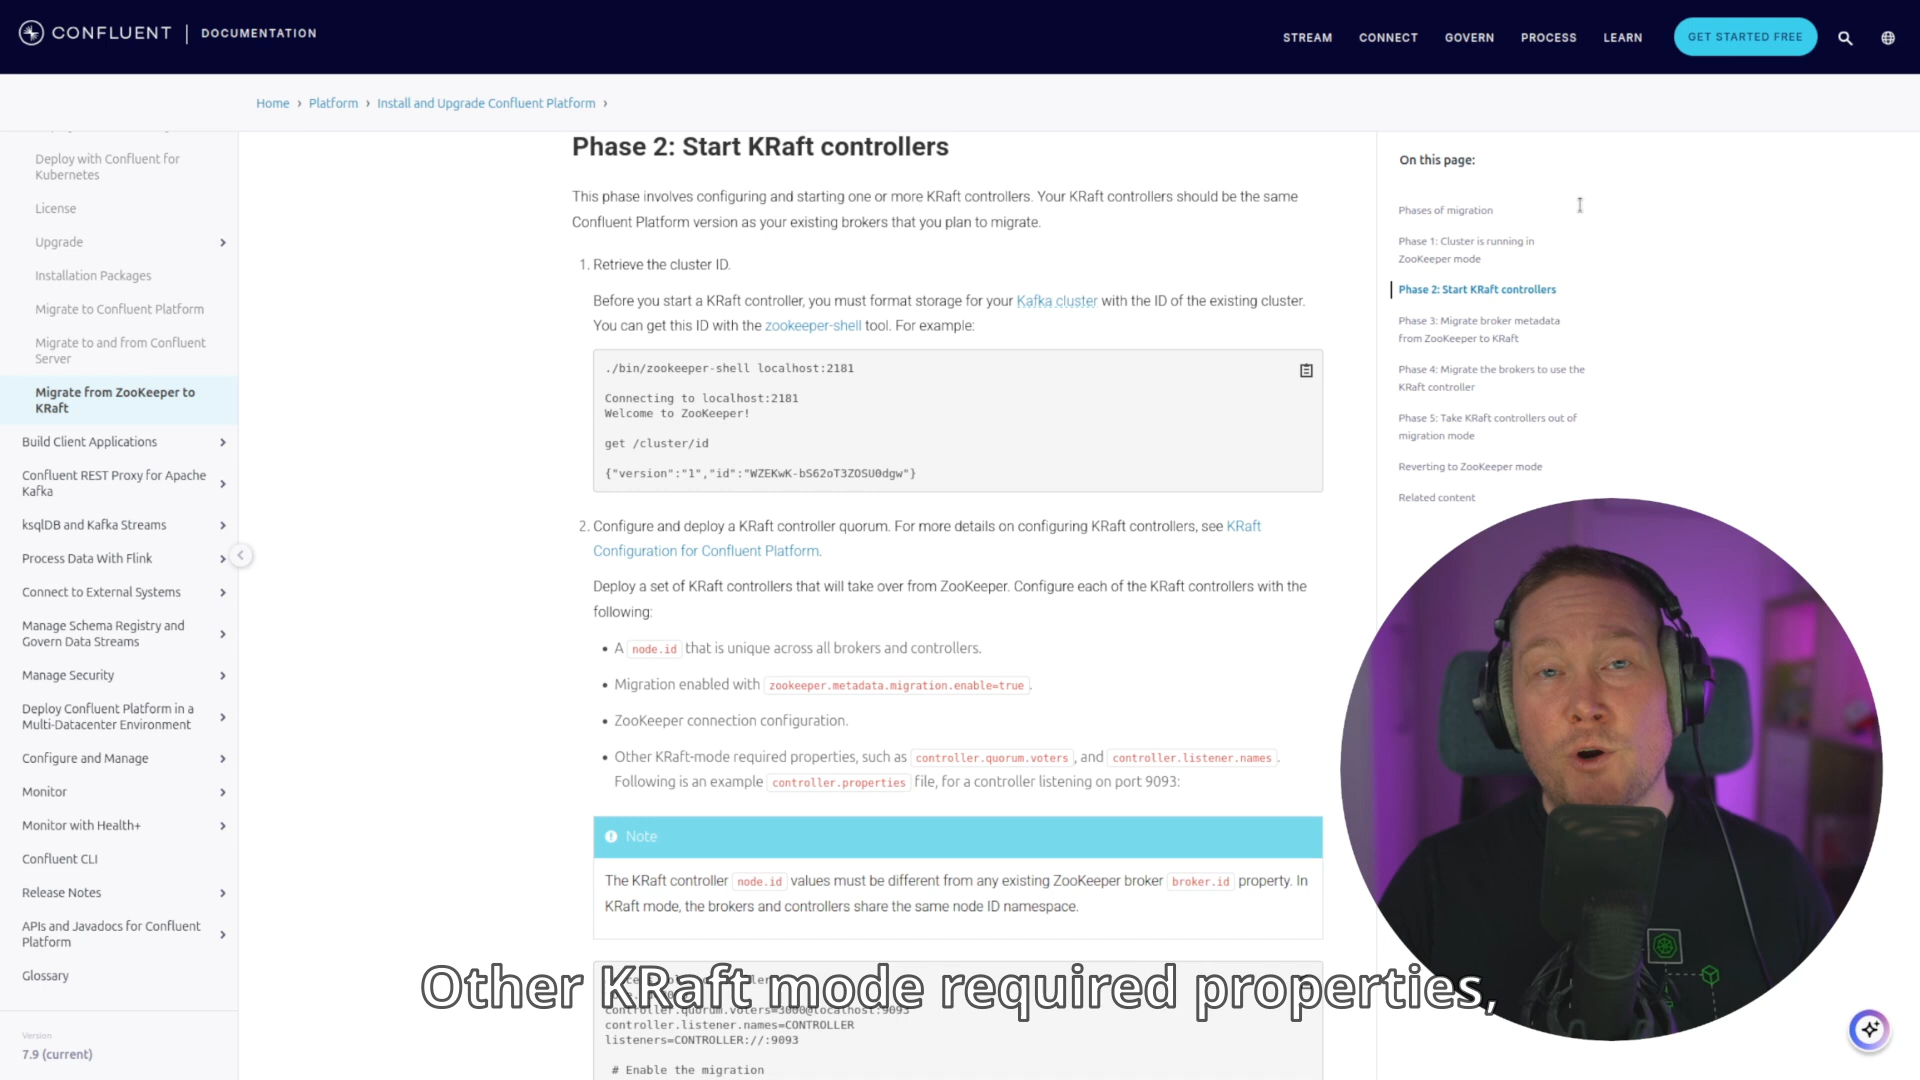 CONFLUENT | DOCUMENTATION
STREAM CONNECT GOVERN PROCESS LEARN GET STARTED FREE
Home › Platform › Install and Upgrade Confluent Platform ›
Deploy with Confluent for
Kubernetes
License
Upgrade
Installation Packages
Migrate to Confluent Platform
Migrate to and from Confluent
Server
Migrate from ZooKeeper to
KRaft
Build Client Applications
Confluent REST Proxy for Apache
Kafka
ksqlDB and Kafka Streams
Process Data With Flink
Connect to External Systems
Manage Schema Registry and
Govern Data Streams
Manage Security
Deploy Confluent Platform in a
Multi-Datacenter Environment
Configure and Manage
Monitor
Monitor with Health+
Confluent CLI
Release Notes
APIs and Javadocs for Confluent
Platform
Glossary
Version
7.9 (current)
Phase 2: Start KRaft controllers
This phase involves configuring and starting one or more KRaft controllers. Your KRaft controllers should be the same
Confluent Platform version as your existing brokers that you plan to migrate.
1. Retrieve the cluster ID.
Before you start a KRaft controller, you must format storage for your Kafka cluster with the ID of the existing cluster.
You can get this ID with the zookeeper-shell tool. For example:
./bin/zookeeper-shell localhost:2181
Connecting to localhost:2181
Welcome to ZooKeeper!
get /cluster/id
{"version":"1","id":"WZEKwK-bS62oT3ZOSU0dgw"}
2. Configure and deploy a KRaft controller quorum. For more details on configuring KRaft controllers, see KRaft
Configuration for Confluent Platform.
Deploy a set of KRaft controllers that will take over from ZooKeeper. Configure each of the KRaft controllers with the
following:
• A node.id that is unique across all brokers and controllers.
• Migration enabled with zookeeper.metadata.migration.enable=true.
• ZooKeeper connection configuration.
• Other KRaft-mode required properties, such as controller.quorum.voters, and controller.listener.names.
Following is an example controller.properties file, for a controller listening on port 9093:
Note
The KRaft controller node.id values must be different from any existing ZooKeeper broker broker.id property. In
KRaft mode, the brokers and controllers share the same node ID namespace.
controller.quorum.voters=3000@localhost:9093
controller.listener.names=CONTROLLER
listeners=CONTROLLER://:9093
# Enable the migration
Other KRaft mode required properties,
On this page:
Phases of migration
Phase 1: Cluster is running in
ZooKeeper mode
Phase 2: Start KRaft controllers
Phase 3: Migrate broker metadata
from ZooKeeper to KRaft
Phase 4: Migrate the brokers to use the
KRaft controller
Phase 5: Take KRaft controllers out of
migration mode
Reverting to ZooKeeper mode
Related content